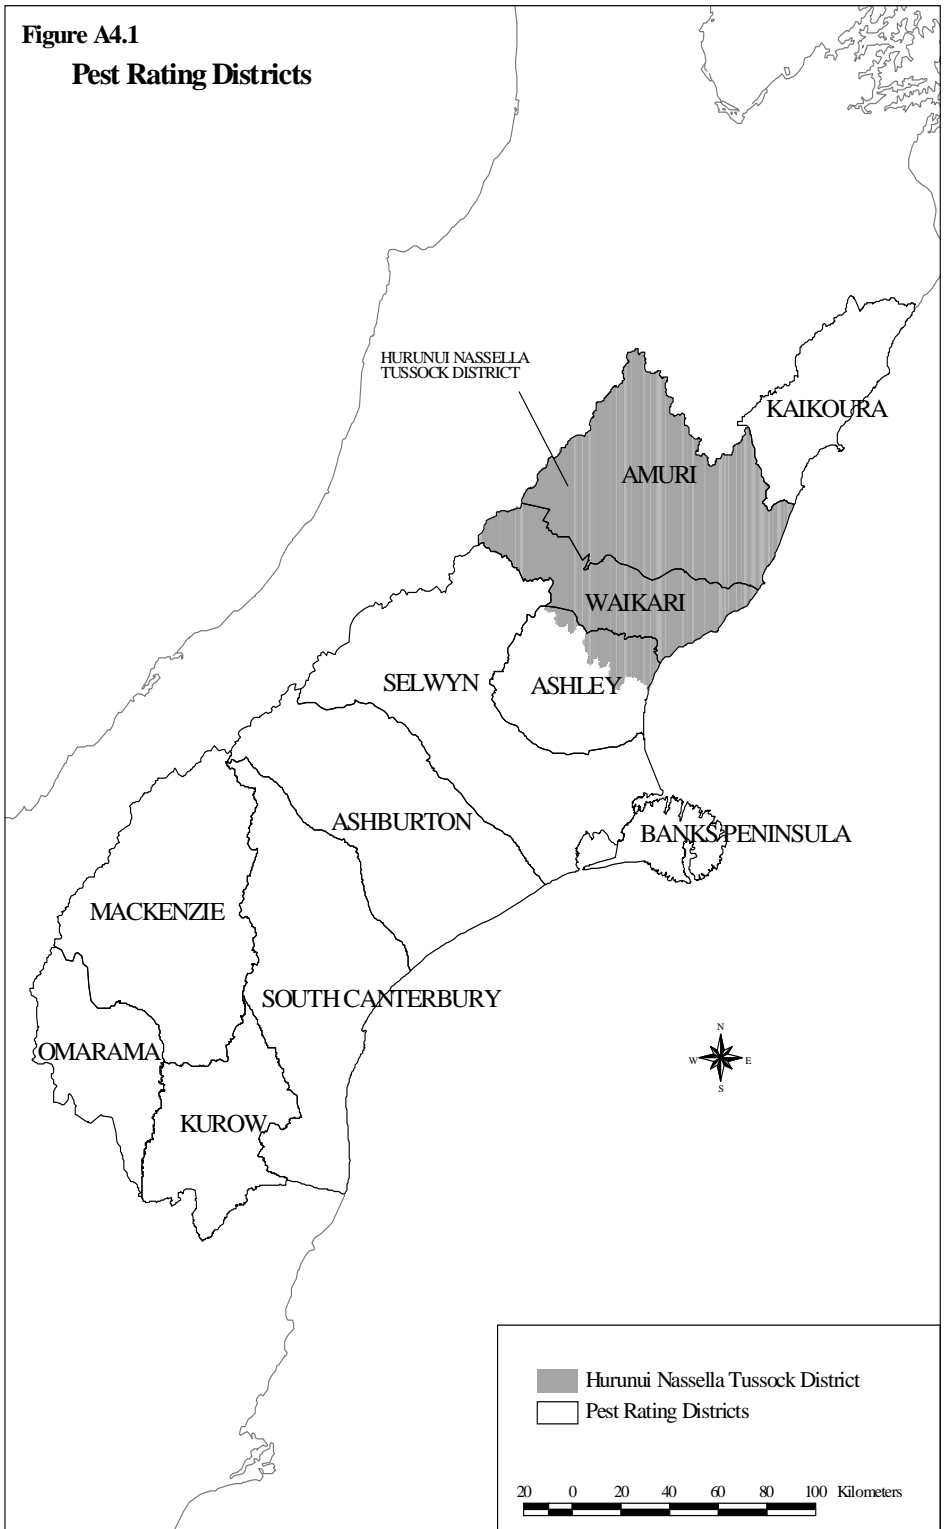 Figure A4.1
Pest Rating Districts
HURUNUI NASSELLA
TUSSOCK DISTRICT
KAIKOURA
AMURI
WAIKARI
SELWYN
ASHLEY
ASHBURTON
BANKS PENINSULA
MACKENZIE
SOUTH CANTERBURY
OMARAMA
KUROW
N
W
E
S
Hurunui Nassella Tussock District
Pest Rating Districts
20 0 20 40 60 80 100 Kilometers